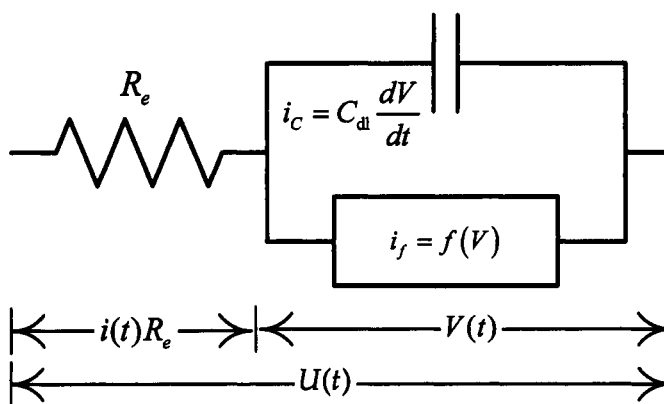 R_e
i_C = C_dl dV/dt
i_f = f(V)
i(t)R_e
V(t)
U(t)